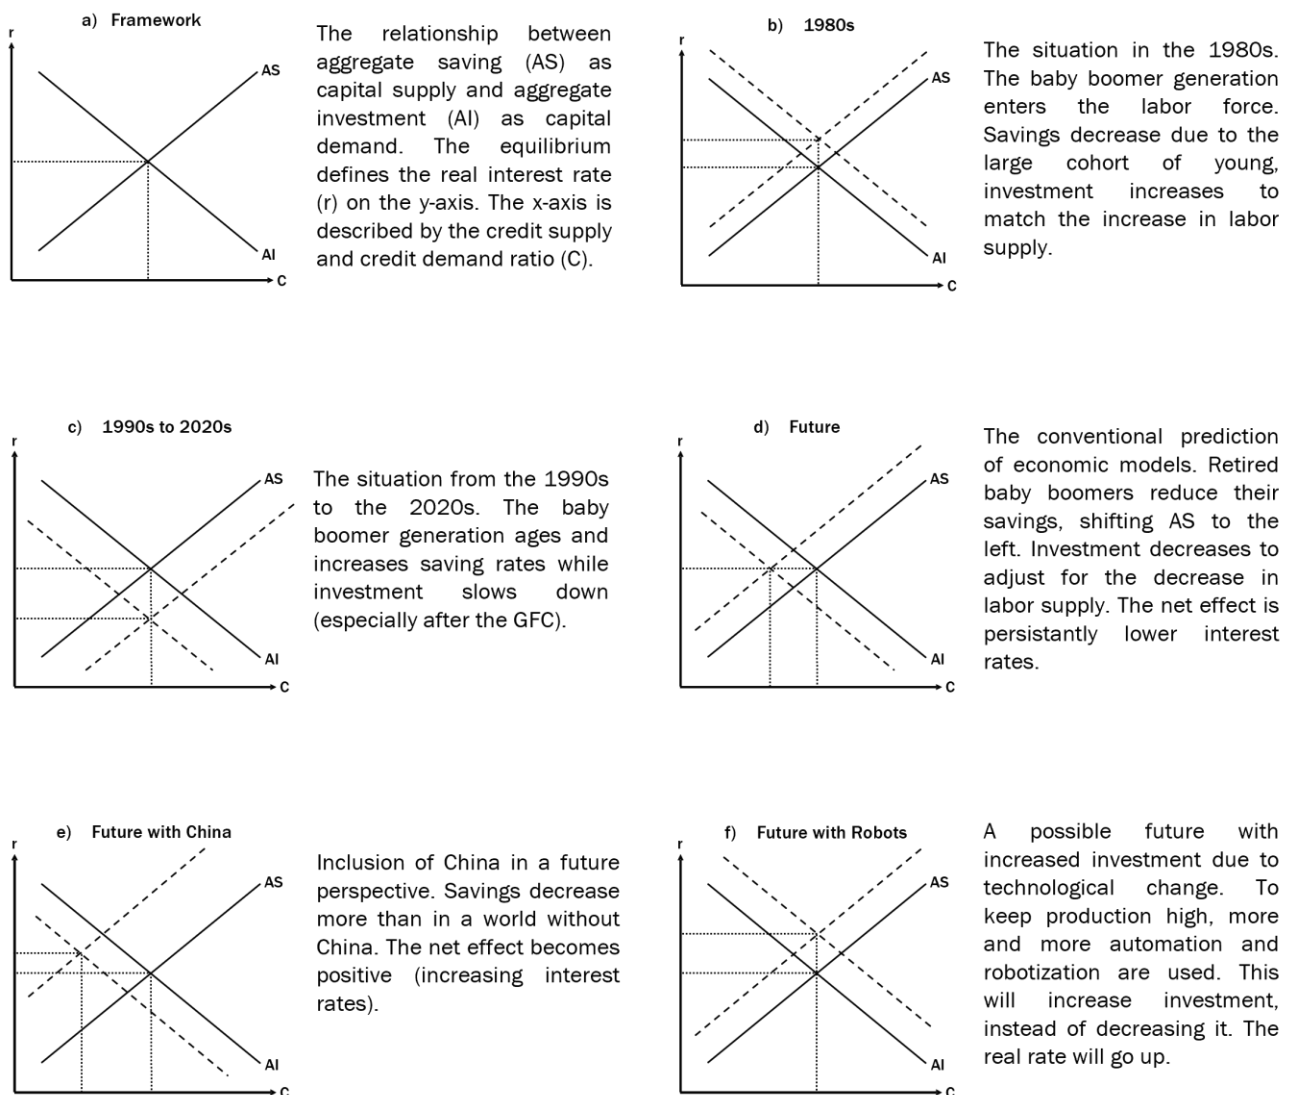 a) Framework
r
AS
AI
C
The relationship between
aggregate saving (AS) as
capital supply and aggregate
investment (AI) as capital
demand. The equilibrium
defines the real interest rate
(r) on the y-axis. The x-axis is
described by the credit supply
and credit demand ratio (C).
b) 1980s
r
AS
AI
C
The situation in the 1980s.
The baby boomer generation
enters the labor force.
Savings decrease due to the
large cohort of young,
investment increases to
match the increase in labor
supply.
c) 1990s to 2020s
r
AS
AI
C
The situation from the 1990s
to the 2020s. The baby
boomer generation ages and
increases saving rates while
investment slows down
(especially after the GFC).
d) Future
r
AS
AI
C
The conventional prediction
of economic models. Retired
baby boomers reduce their
savings, shifting AS to the
left. Investment decreases to
adjust for the decrease in
labor supply. The net effect is
persistantly lower interest
rates.
e) Future with China
r
AS
AI
C
Inclusion of China in a future
perspective. Savings decrease
more than in a world without
China. The net effect becomes
positive (increasing interest
rates).
f) Future with Robots
r
AS
AI
C
A possible future with
increased investment due to
technological change. To
keep production high, more
and more automation and
robotization are used. This
will increase investment,
instead of decreasing it. The
real rate will go up.